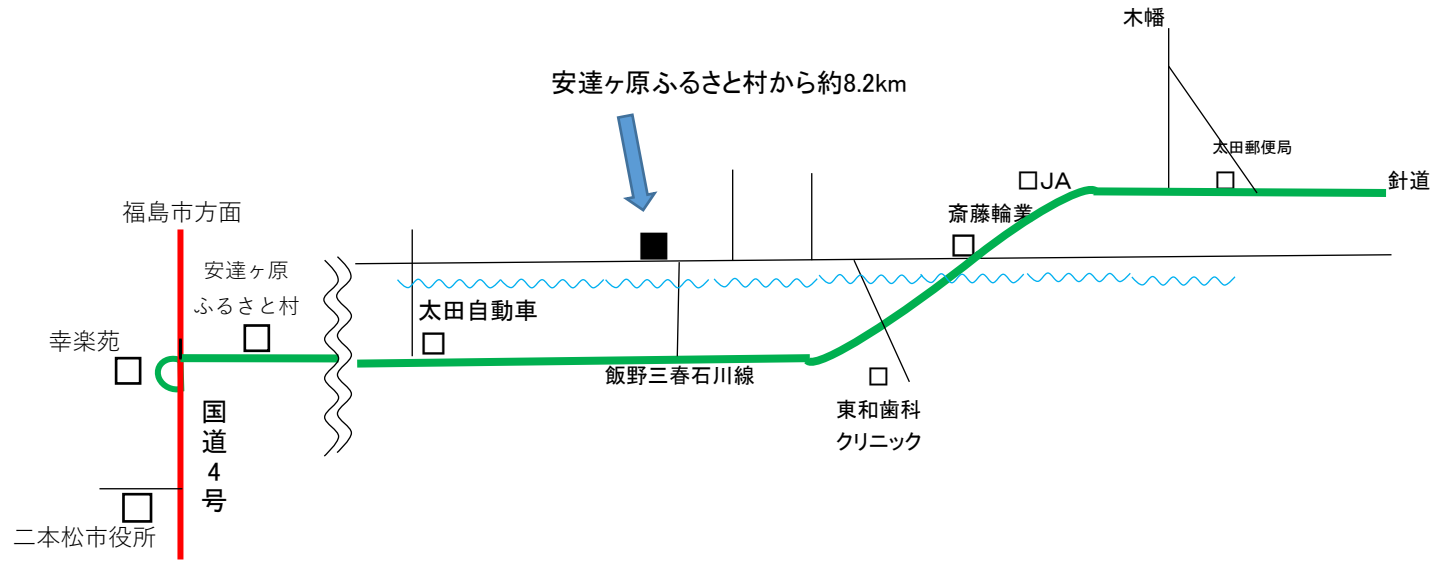 木幡
安達ヶ原ふるさと村から約8.2km
太田郵便局
□JA
針道
福島市方面
斎藤輪業
安達ヶ原
ふるさと村
太田自動車
幸楽苑
飯野三春石川線
国道4号
東和歯科
クリニック
二本松市役所